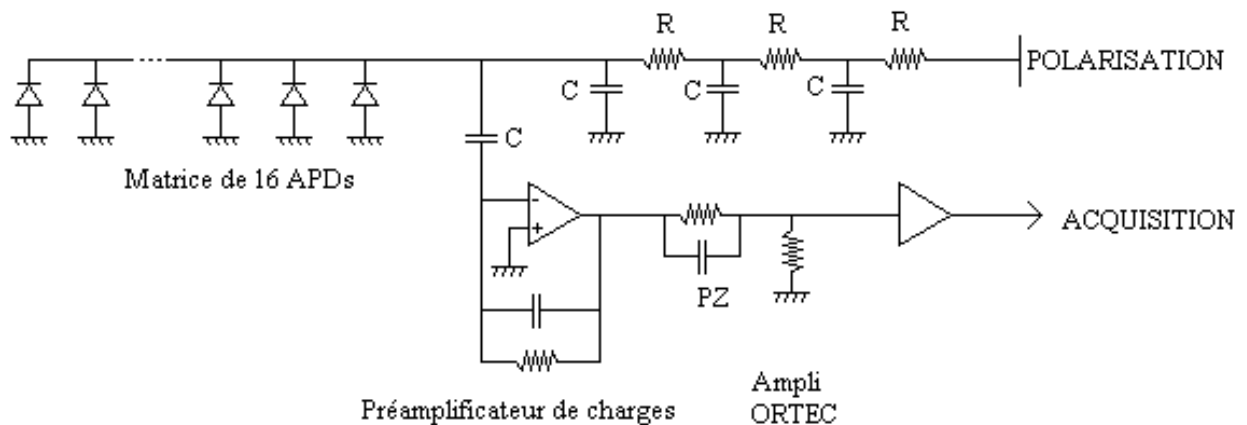 R R R
POLARISATION
C C C
C
Matrice de 16 APDs
- 
+
ACQUISITION
PZ
Préamplificateur de charges
Ampli
ORTEC